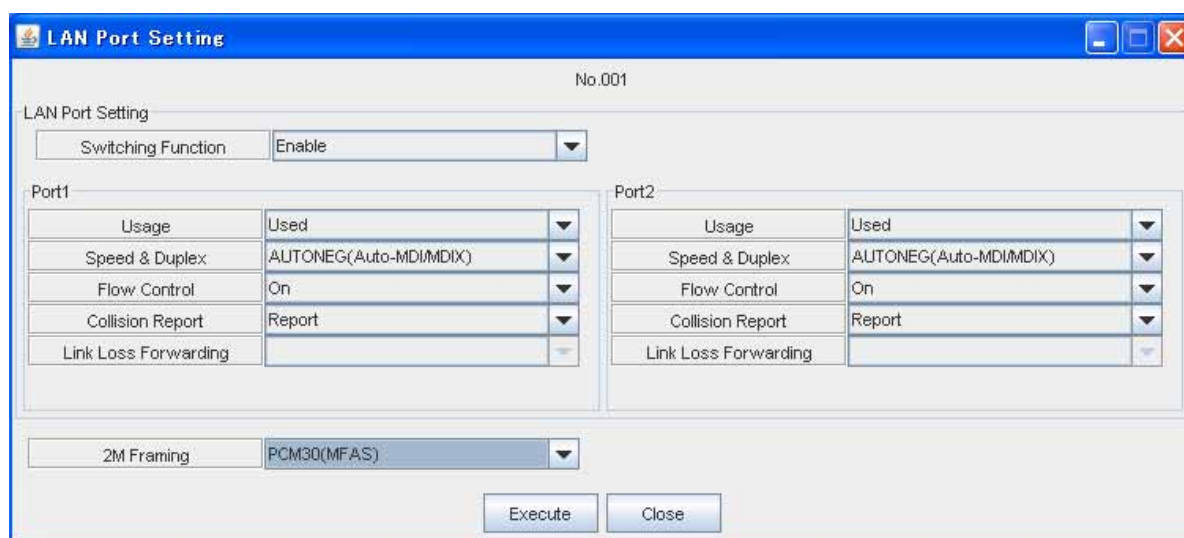 LAN Port Setting
No.001
LAN Port Setting
Switching Function Enable
Port1
Usage Used
Speed & Duplex AUTONEG(Auto-MDI/MDIX)
Flow Control On
Collision Report Report
Link Loss Forwarding
Port2
Usage Used
Speed & Duplex AUTONEG(Auto-MDI/MDIX)
Flow Control On
Collision Report Report
Link Loss Forwarding
2M Framing PCM30(MFAS)
Execute Close